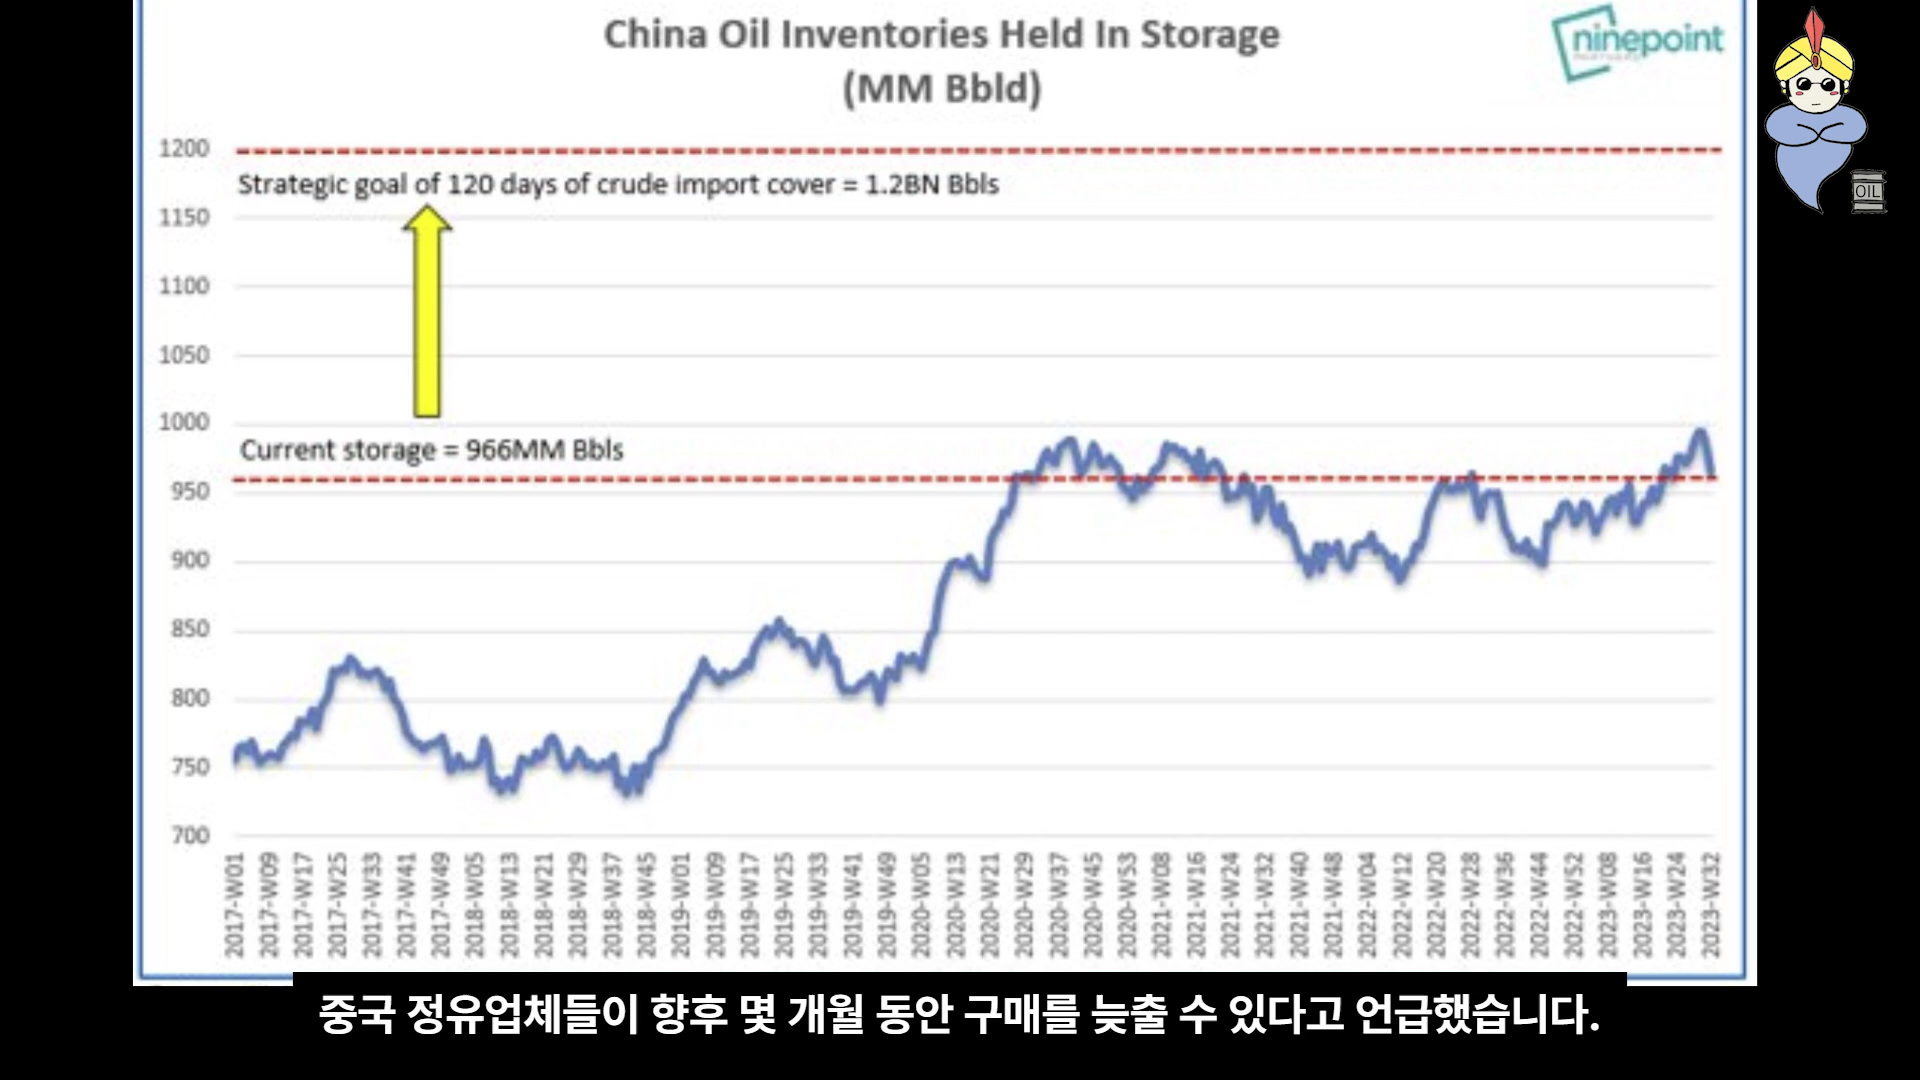 China Oil Inventories Held In Storage
(MM Bbld)
ninepoint
1200
Strategic goal of 120 days of crude import cover = 1.2BN Bbls
1150
1100
1050
1000
Current storage = 966MM Bbls
950
900
850
800
750
700
OIL
2017-W01
2017-W09
2017-W17
2017-W25
2017-W33
2017-W41
2017-W49
2018-W05
2018-W13
2018-W21
2018-W29
2018-W37
2018-W45
2019-W01
2019-W09
2019-W17
2019-W25
2019-W33
2019-W41
2019-W49
2020-W05
2020-W13
2020-W21
2020-W29
2020-W37
2020-W45
2020-W53
2021-W08
2021-W16
2021-W24
2021-W32
2021-W40
2021-W48
2022-W04
2022-W12
2022-W20
2022-W28
2022-W36
2022-W44
2022-W52
2023-W08
2023-W16
2023-W24
2023-W32
중국 정유업체들이 향후 몇 개월 동안 구매를 늦출 수 있다고 언급했습니다.